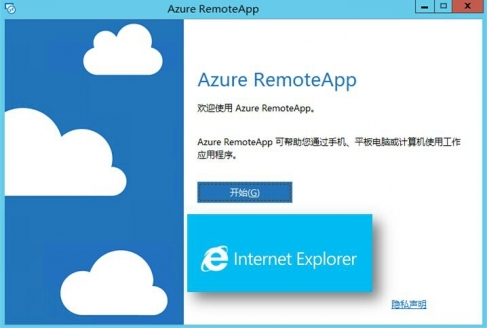 Azure RemoteApp
Azure RemoteApp
欢迎使用 Azure RemoteApp。
Azure RemoteApp 可帮助您通过手机、平板电脑或计算机使用工作
应用程序。
开始(G)
Internet Explorer
隐私声明